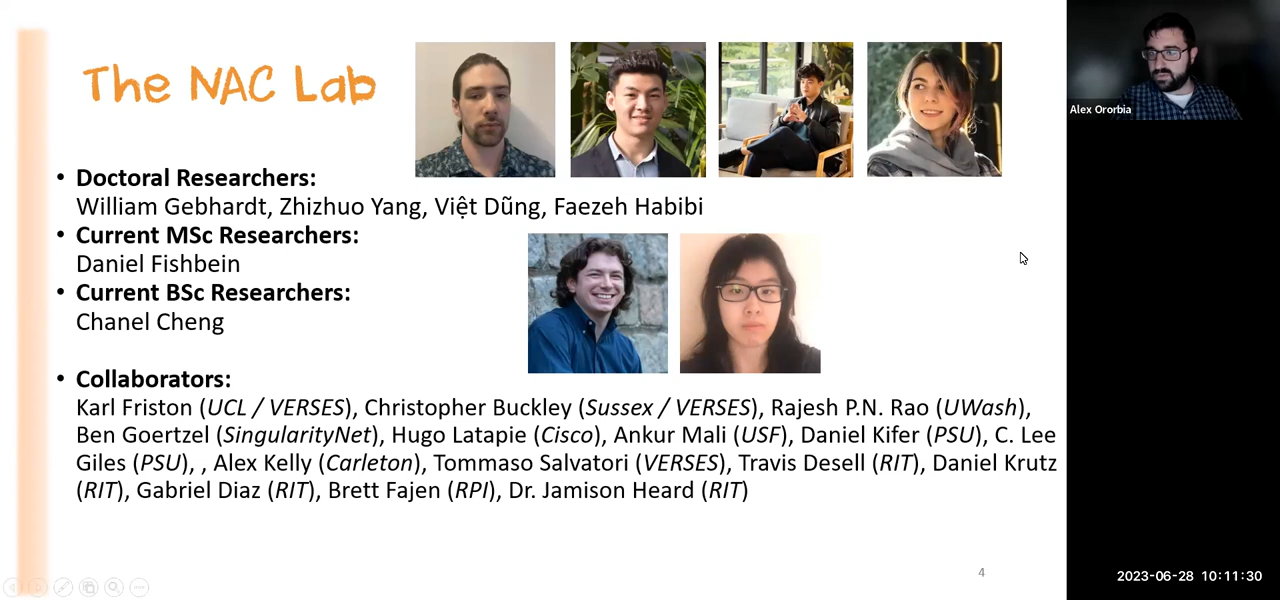 The NAC Lab
• Doctoral Researchers:
William Gebhardt, Zhizhuo Yang, Việt Dũng, Faezeh Habibi
• Current MSc Researchers:
Daniel Fishbein
• Current BSc Researchers:
Chanel Cheng
• Collaborators:
Karl Friston (UCL / VERSES), Christopher Buckley (Sussex / VERSES), Rajesh P.N. Rao (UWash),
Ben Goertzel (SingularityNet), Hugo Latapie (Cisco), Ankur Mali (USF), Daniel Kifer (PSU), C. Lee
Giles (PSU), , Alex Kelly (Carleton), Tommaso Salvatori (VERSES), Travis Desell (RIT), Daniel Krutz
(RIT), Gabriel Diaz (RIT), Brett Fajen (RPI), Dr. Jamison Heard (RIT)
4
Alex Ororbia
2023-06-28 10:11:30